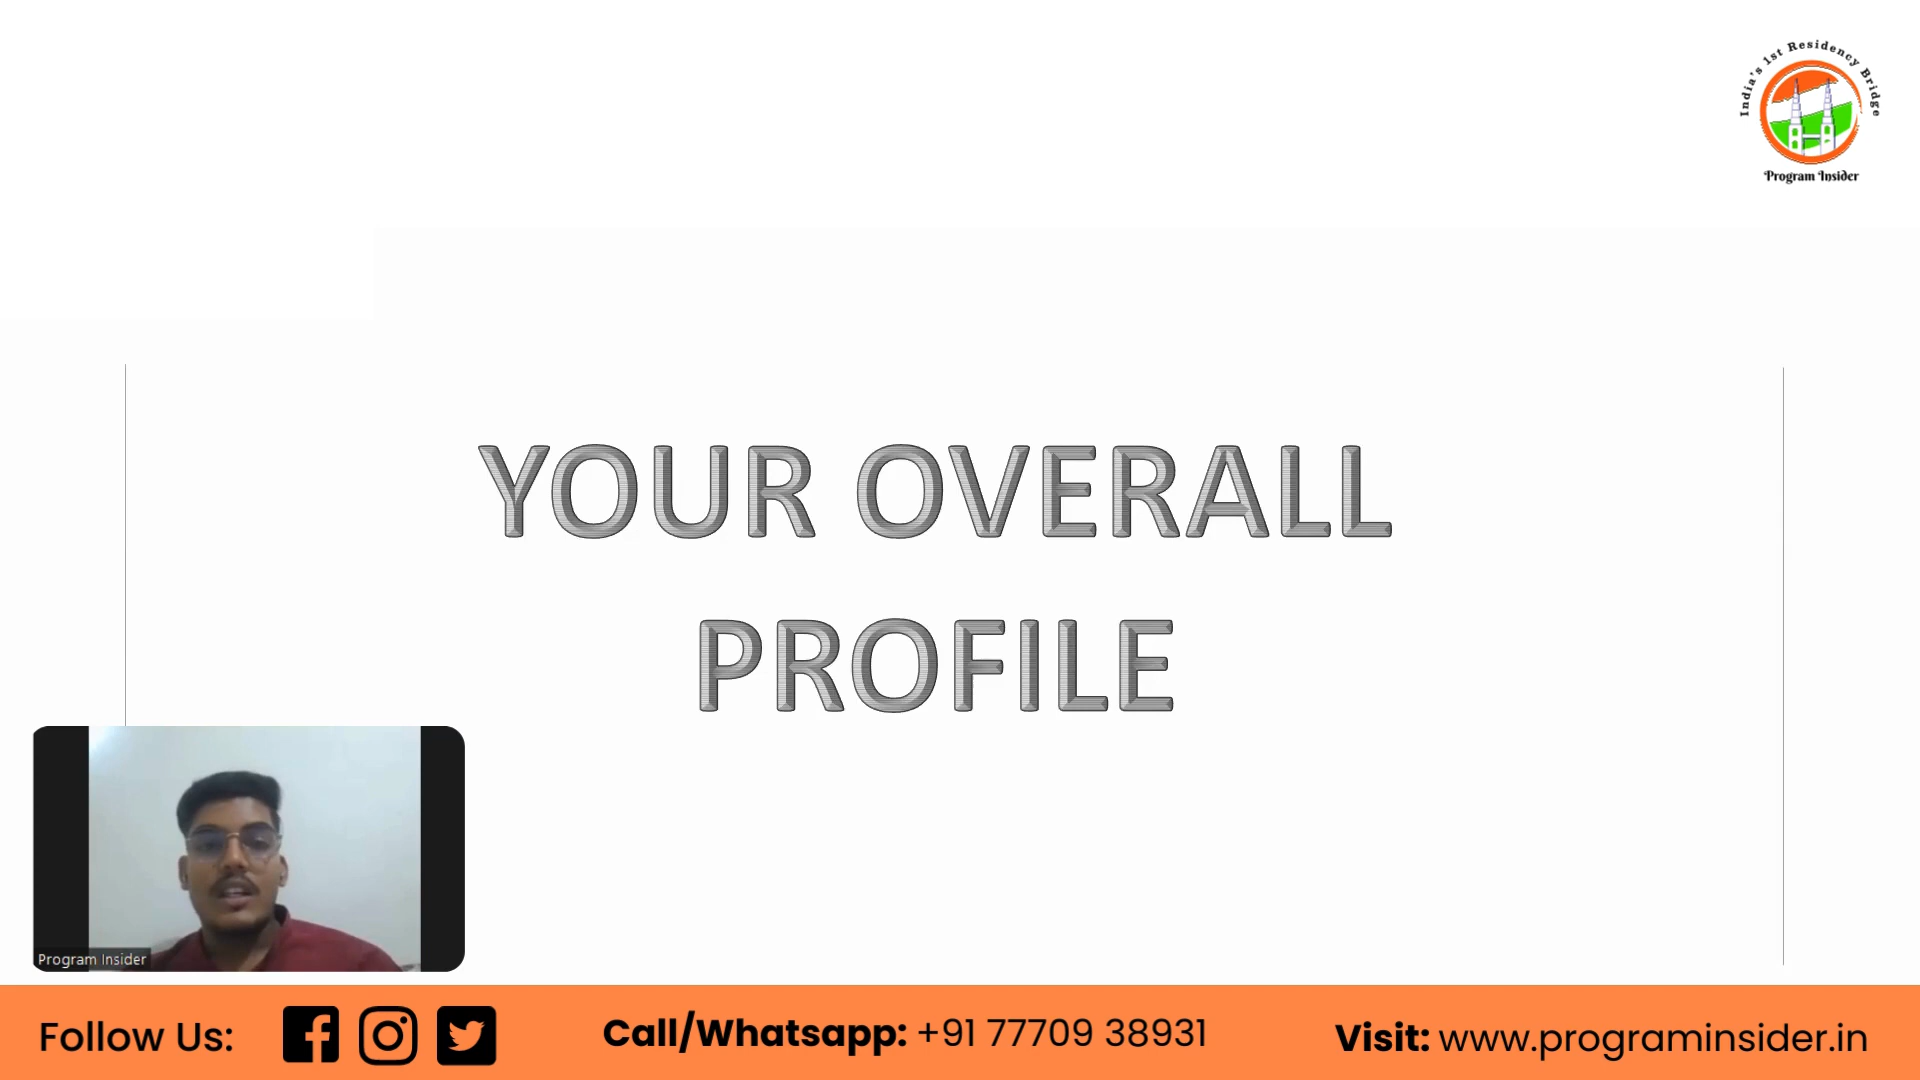 India's 1st Residency Bridge
Program Insider
YOUR OVERALL
PROFILE
Program Insider
Follow Us:
Call/Whatsapp: +91 77709 38931
Visit: www.programinsider.in